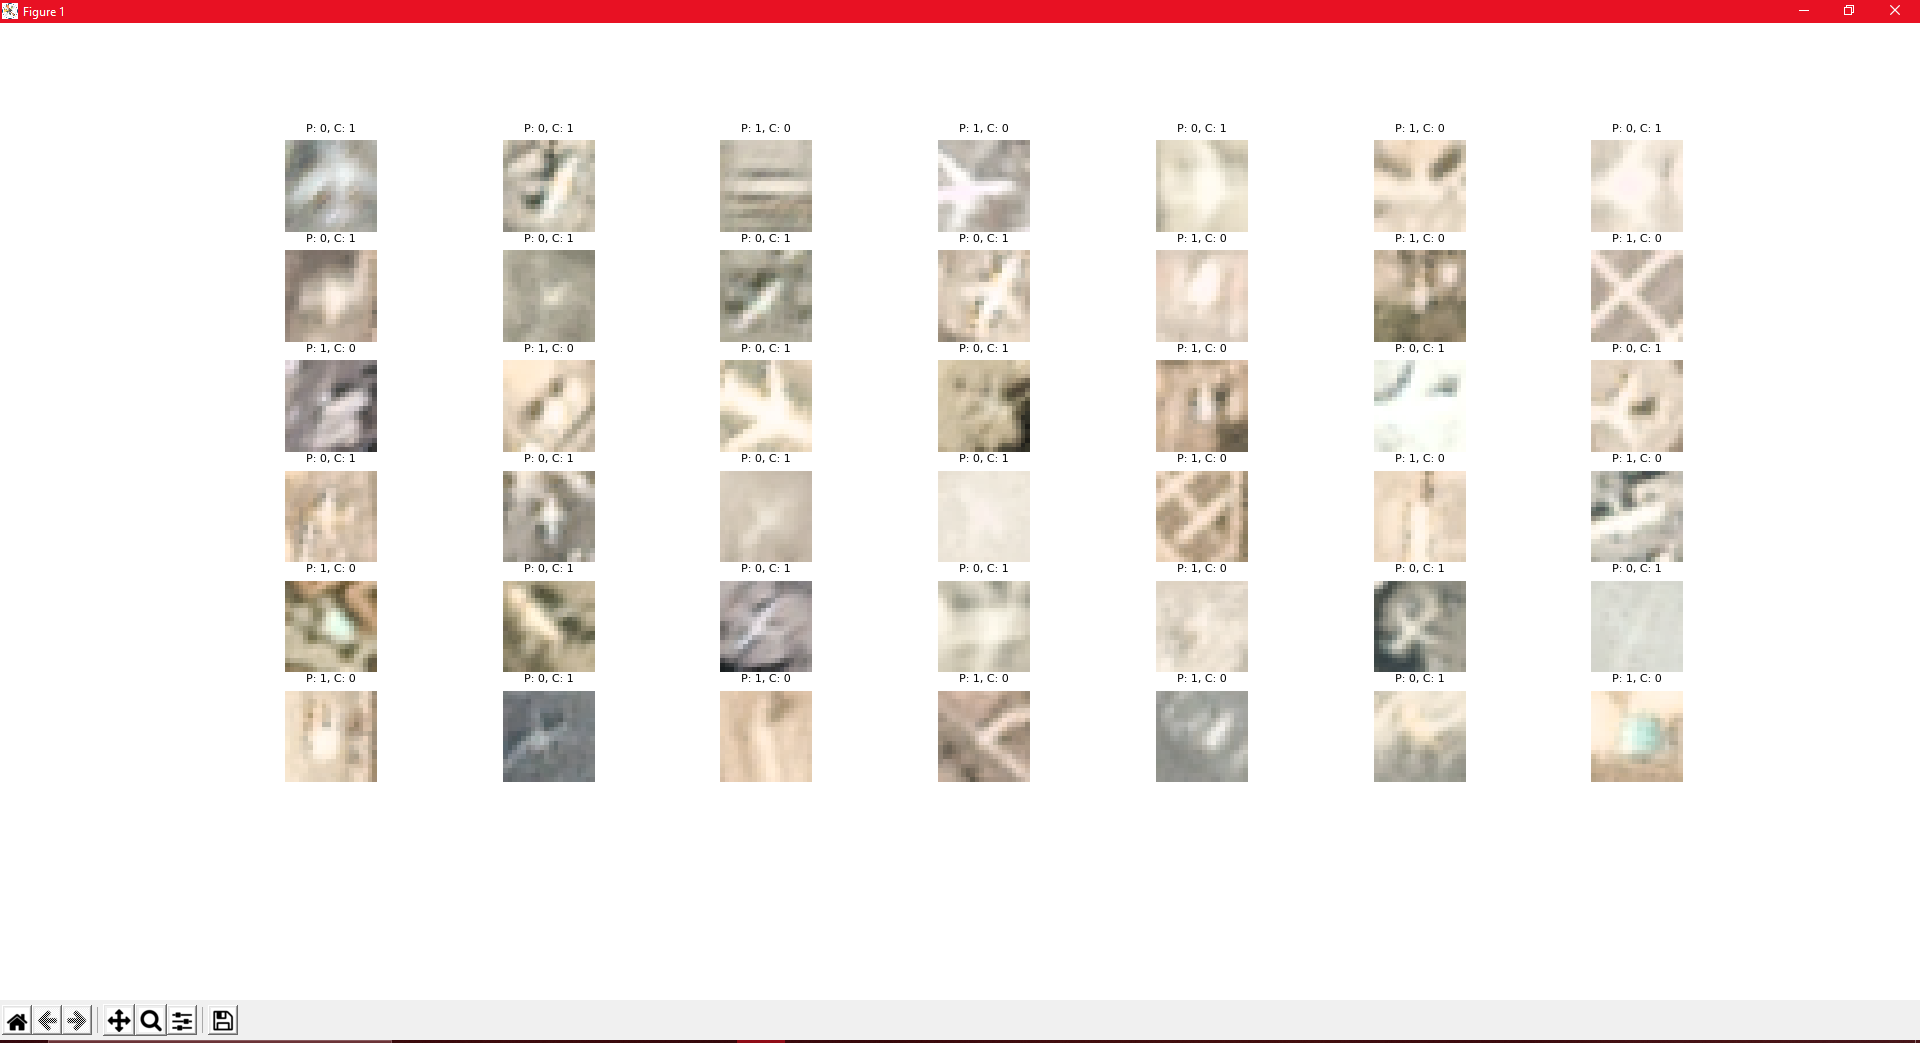 Figure 1
P: 0, C: 1 P: 0, C: 1 P: 1, C: 0 P: 1, C: 0 P: 0, C: 1 P: 1, C: 0 P: 0, C: 1
P: 0, C: 1 P: 0, C: 1 P: 0, C: 1 P: 0, C: 1 P: 1, C: 0 P: 1, C: 0 P: 1, C: 0
P: 1, C: 0 P: 1, C: 0 P: 0, C: 1 P: 0, C: 1 P: 1, C: 0 P: 0, C: 1 P: 0, C: 1
P: 0, C: 1 P: 0, C: 1 P: 0, C: 1 P: 0, C: 1 P: 1, C: 0 P: 1, C: 0 P: 1, C: 0
P: 1, C: 0 P: 0, C: 1 P: 0, C: 1 P: 0, C: 1 P: 1, C: 0 P: 0, C: 1 P: 0, C: 1
P: 1, C: 0 P: 0, C: 1 P: 1, C: 0 P: 1, C: 0 P: 1, C: 0 P: 0, C: 1 P: 1, C: 0